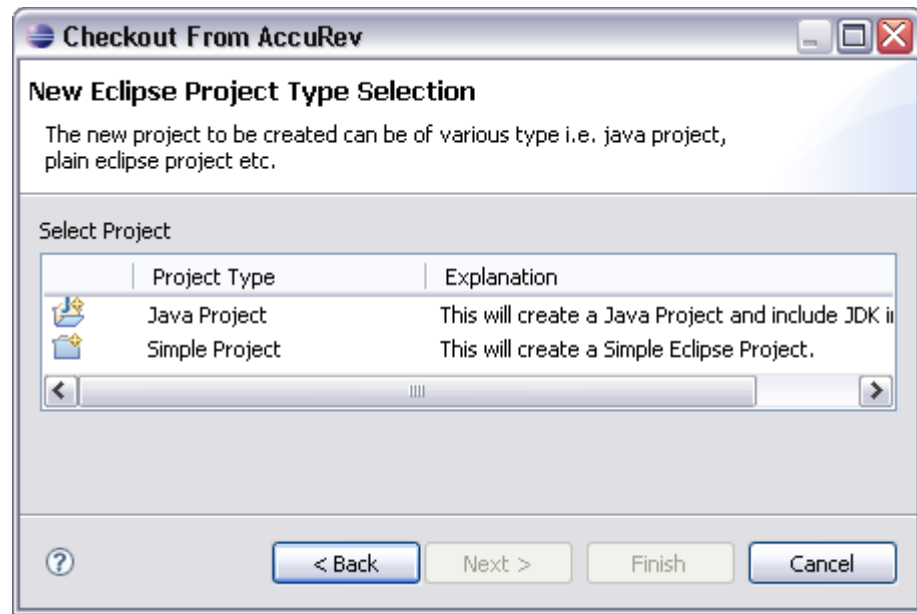 Checkout From AccuRev
New Eclipse Project Type Selection
The new project to be created can be of various type i.e. java project,
plain eclipse project etc.
Select Project
Project Type Explanation
Java Project This will create a Java Project and include JDK
Simple Project This will create a Simple Eclipse Project.
< Back Next > Finish Cancel